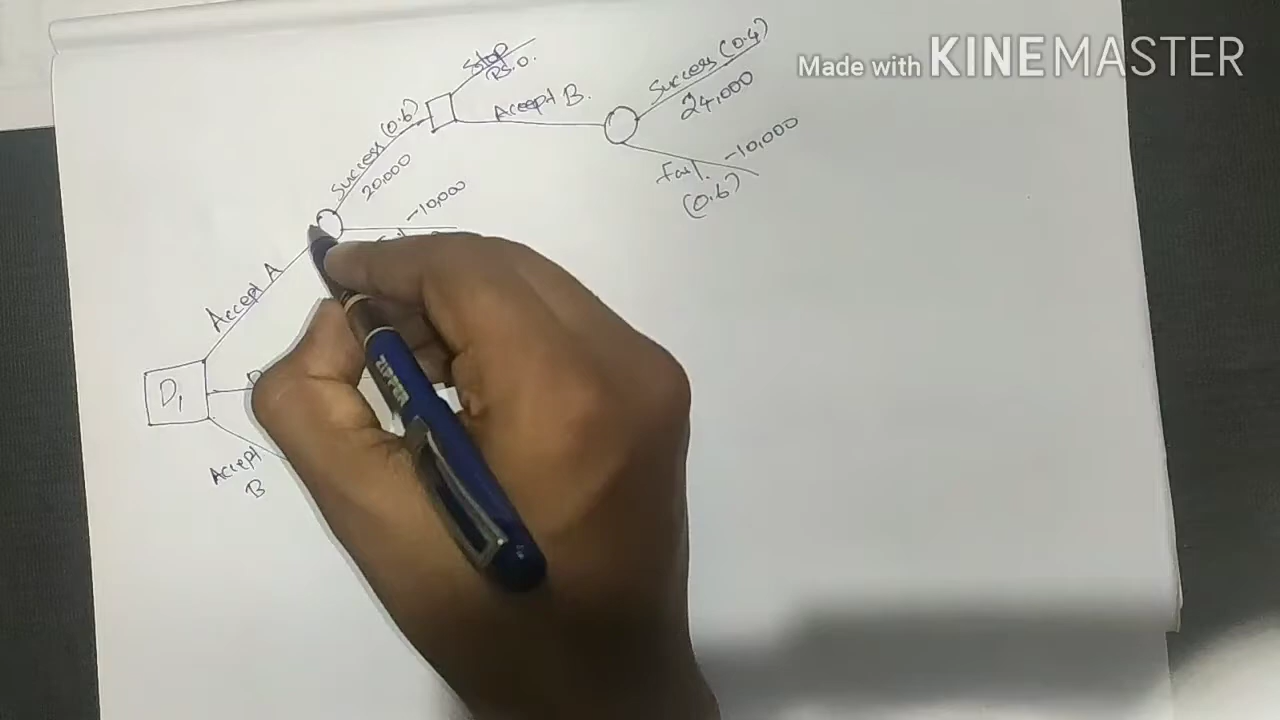 Made with KINEMASTER
Stop
Rs.0.
Accept B.
Success (0.4)
24,000
-10,000
Fail.
(0.6)
Success (0.6)
20,000
-10,000
Accept A
D1
Accept
B
ZIPPER